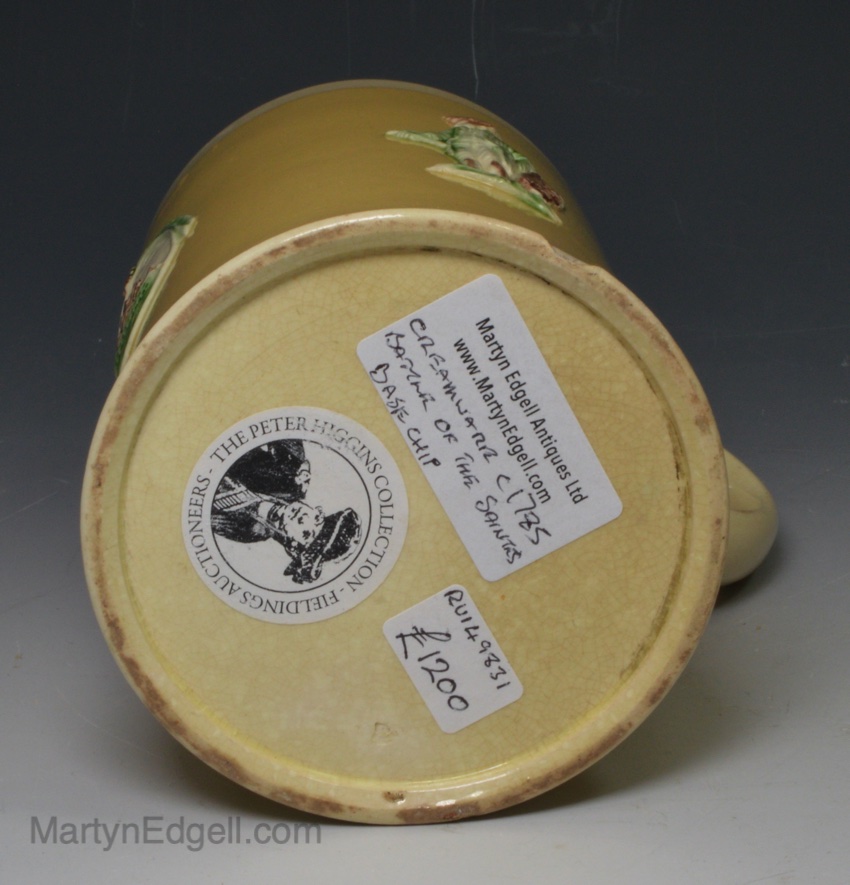 THE PETER HIGGINS COLLECTION - FIELDINGS AUCTIONEERS -
Martyn Edgell Antiques Ltd
www.MartynEdgell.com
CREAMWARE C1785
BATTLE OF THE SAINTES
BASE CHIP
RU149831
£1200
MartynEdgell.com